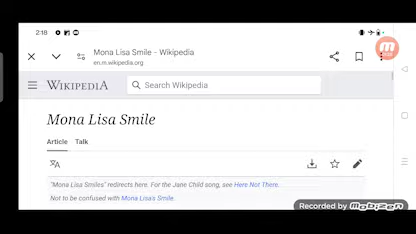 2:18
Mona Lisa Smile - Wikipedia
en.m.wikipedia.org
WIKIPEDIA
Search Wikipedia
Mona Lisa Smile
Article Talk
"Mona Lisa Smiles" redirects here. For the Jane Child song, see Here Not There.
Not to be confused with Mona Lisa's Smile.
Recorded by MOBIZEN